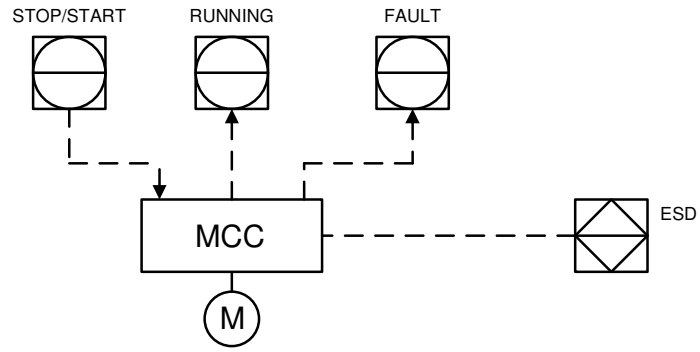 STOP/START
RUNNING
FAULT
MCC
ESD
M